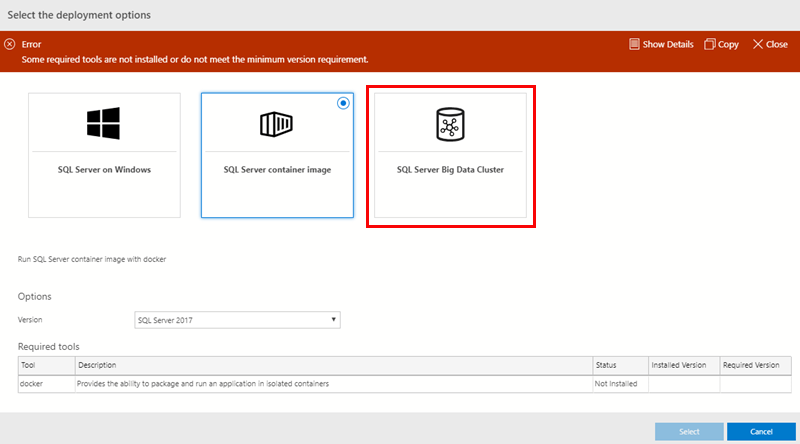 Select the deployment options
Error
Show Details
Copy
Close
Some required tools are not installed or do not meet the minimum version requirement.
SQL Server on Windows
SQL Server container image
SQL Server Big Data Cluster
Run SQL Server container image with docker
Options
Version
SQL Server 2017
Required tools
Tool Description Status Installed Version Required Version
docker Provides the ability to package and run an application in isolated containers Not Installed
Select
Cancel